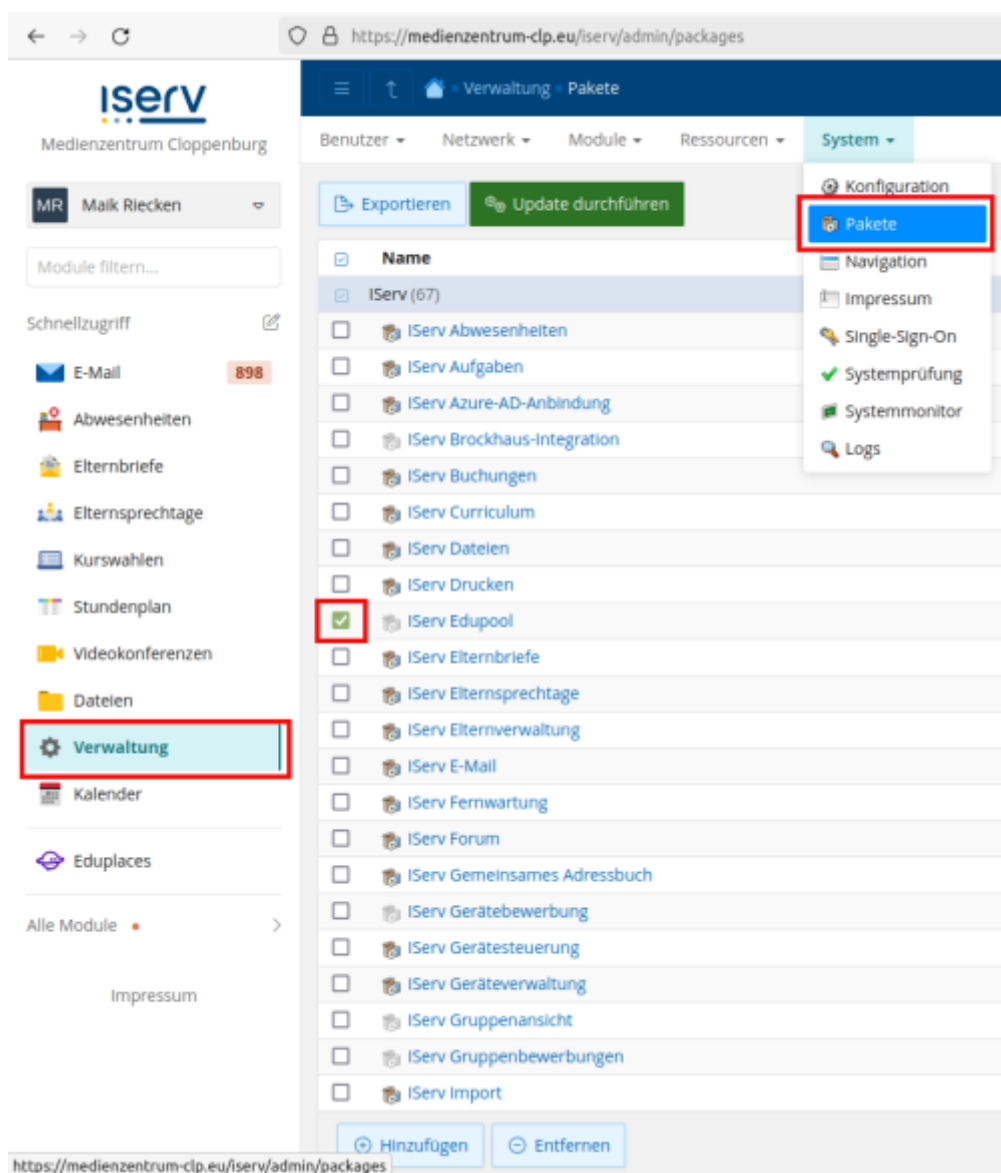 https://medienzentrum-clp.eu/iserv/admin/packages
IServ
Medienzentrum Cloppenburg
MR Maik Riecken
Module filtern...
Schnellzugriff
E-Mail 898
Abwesenheiten
Elternbriefe
Elternsprechtage
Kurswahlen
Stundenplan
Videokonferenzen
Dateien
Verwaltung
Kalender
Eduplaces
Alle Module
Impressum
Verwaltung Pakete
Benutzer Netzwerk Module Ressourcen System
Konfiguration
Pakete
Navigation
Impressum
Single-Sign-On
Systemprüfung
Systemmonitor
Logs
Exportieren Update durchführen
Name
IServ (67)
IServ Abwesenheiten
IServ Aufgaben
IServ Azure-AD-Anbindung
IServ Brockhaus-Integration
IServ Buchungen
IServ Curriculum
IServ Dateien
IServ Drucken
IServ Edupool
IServ Elternbriefe
IServ Elternsprechtage
IServ Elternverwaltung
IServ E-Mail
IServ Fernwartung
IServ Forum
IServ Gemeinsames Adressbuch
IServ Gerätebewerbung
IServ Gerätesteuerung
IServ Geräteverwaltung
IServ Gruppenansicht
IServ Gruppenbewerbungen
IServ Import
Hinzufügen Entfernen
https://medienzentrum-clp.eu/iserv/admin/packages